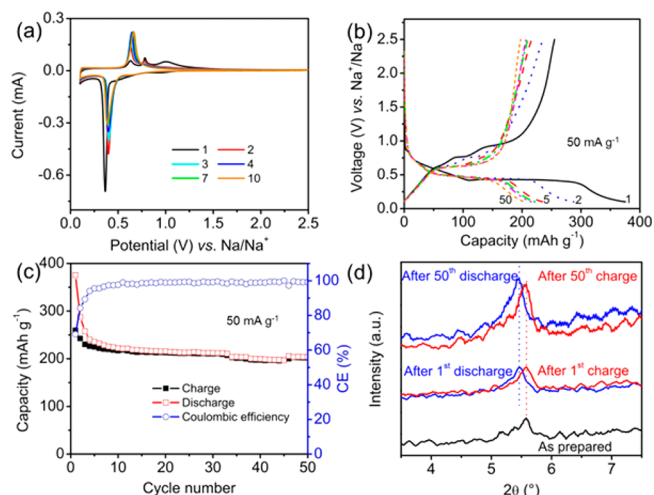 (a)
0.3
0.0
-0.3
-0.6
Current (mA)
1 2
3 4
7 10
0.0 0.5 1.0 1.5 2.0 2.5
Potential (V) vs. Na/Na⁺
(b)
2.5
2.0
1.5
1.0
0.5
0.0
Voltage (V) vs. Na⁺/Na
50 mA g⁻¹
50 5 2 1
0 100 200 300 400
Capacity (mAh g⁻¹)
(c)
400
350
300
250
200
150
100
50
0
Capacity (mAh g⁻¹)
50 mA g⁻¹
Charge
Discharge
Coulombic efficiency
100
80
60
40
20
0
CE (%)
0 10 20 30 40 50
Cycle number
(d)
After 50ᵗʰ discharge After 50ᵗʰ charge
After 1ˢᵗ discharge After 1ˢᵗ charge
As prepared
Intensity (a.u.)
4 5 6 7
2θ (°)